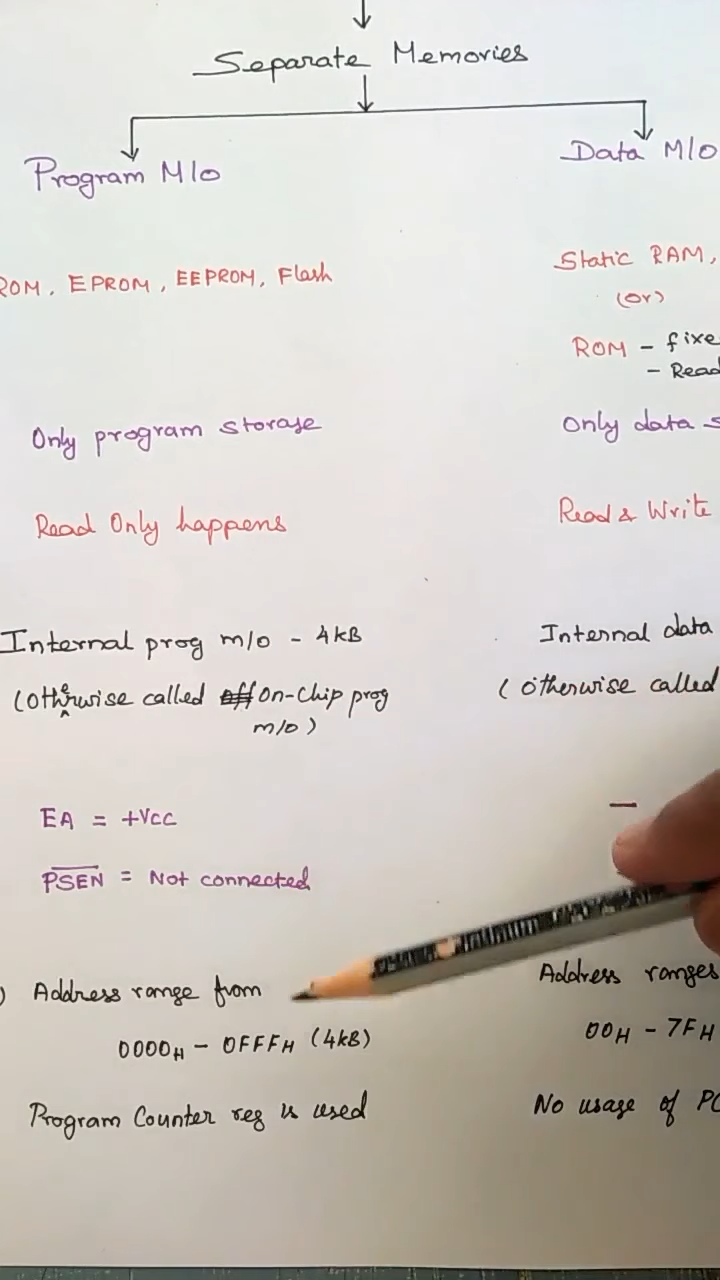 Separate Memories
Program M/o
Data M/o
ROM, EPROM, EEPROM, Flash
Static RAM,
(or)
ROM - fixe
- Read
Only program storage
Only data s
Read Only happens
Read & Write
Internal prog m/o - 4kB
(Otherwise called On-Chip prog
m/o)
Internal data
(otherwise called
EA = +Vcc
—
PSEN = Not connected
) Address range from
0000H - 0FFFH (4kB)
Address ranges
00H - 7FH
Program Counter reg is used
No usage of PC
minimum